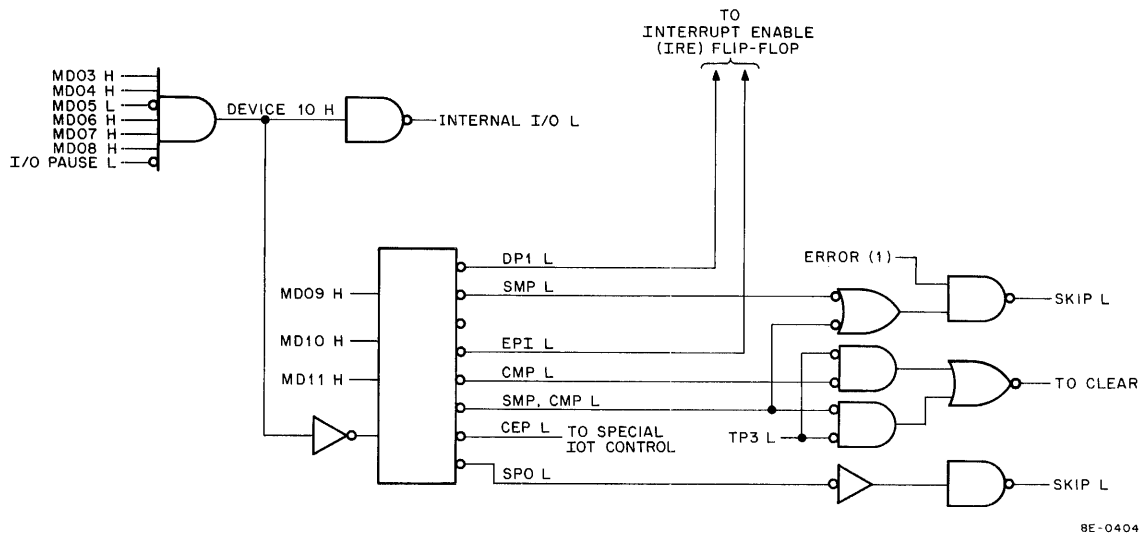 TO
INTERRUPT ENABLE
(IRE) FLIP-FLOP
MD03 H
MD04 H
MD05 L
MD06 H
MD07 H
MD08 H
I/O PAUSE L
DEVICE 10 H
INTERNAL I/O L
MD09 H
MD10 H
MD11 H
DP1 L
SMP L
EPI L
CMP L
SMP, CMP L
CEP L
TO SPECIAL
IOT CONTROL
SPO L
ERROR (1)
SKIP L
TO CLEAR
TP3 L
SKIP L
8E-0404